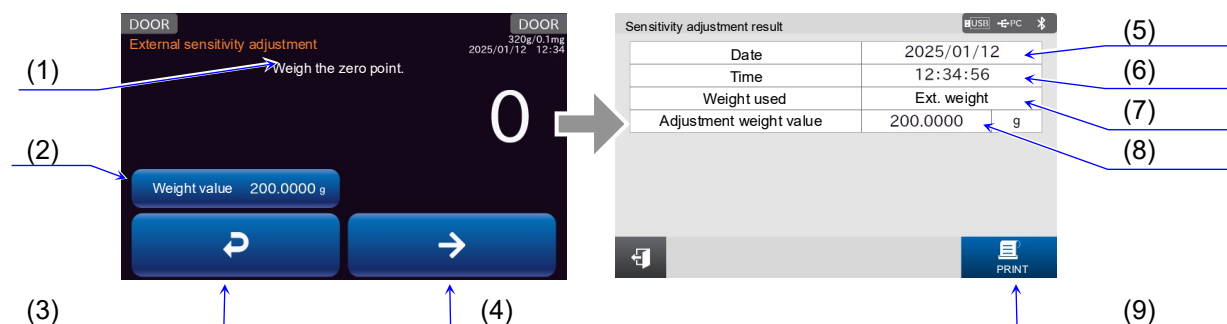 DOOR
DOOR
External sensitivity adjustment
320g/0.1mg
2025/01/12 12:34
Weigh the zero point.
0
Weight value 200.0000 g
Sensitivity adjustment result
USB PC
Date 2025/01/12
Time 12:34:56
Weight used Ext. weight
Adjustment weight value 200.0000 g
PRINT
(1)
(2)
(3)
(4)
(5)
(6)
(7)
(8)
(9)